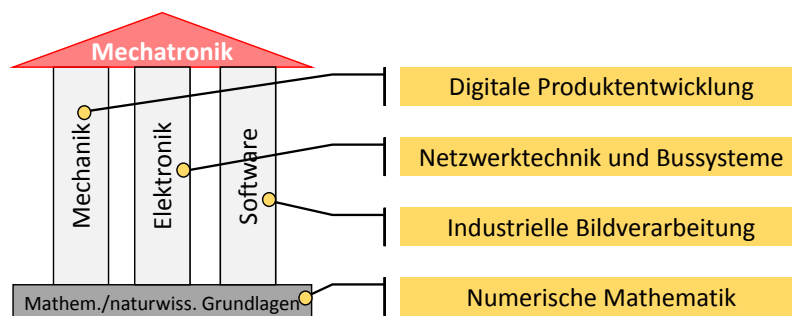 Mechatronik
Mechanik
Elektronik
Software
Mathem./naturwiss. Grundlagen
Digitale Produktentwicklung
Netzwerktechnik und Bussysteme
Industrielle Bildverarbeitung
Numerische Mathematik